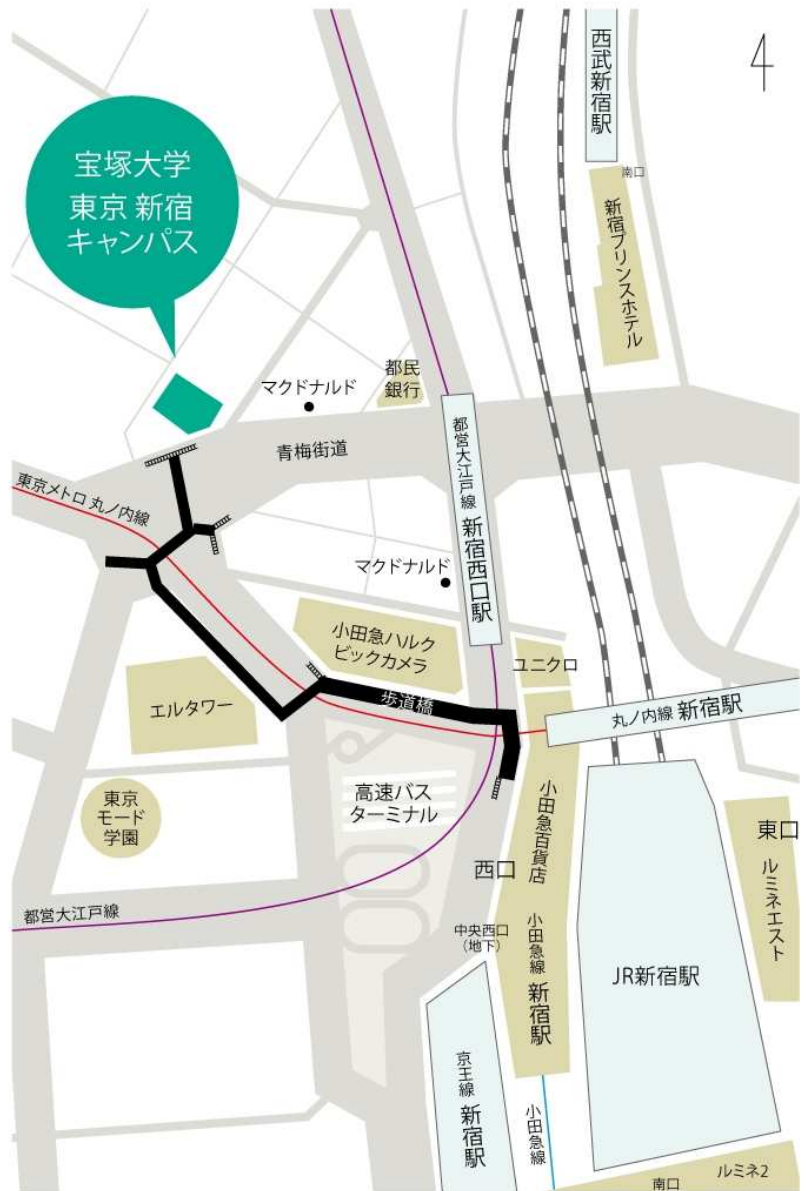 西武新宿駅
南口
新宿プリンスホテル
宝塚大学
東京 新宿
キャンパス
マクドナルド
都民
銀行
青梅街道
都営大江戸線 新宿西口駅
東京メトロ 丸ノ内線
マクドナルド
小田急ハルク
ビックカメラ
ユニクロ
エルタワー
歩道橋
丸ノ内線 新宿駅
東京
モード
学園
高速バス
ターミナル
小田急百貨店
東口
ルミネエスト
西口
都営大江戸線
中央西口
(地下)
小田急線 新宿駅
JR新宿駅
京王線 新宿駅
小田急線
南口
ルミネ2